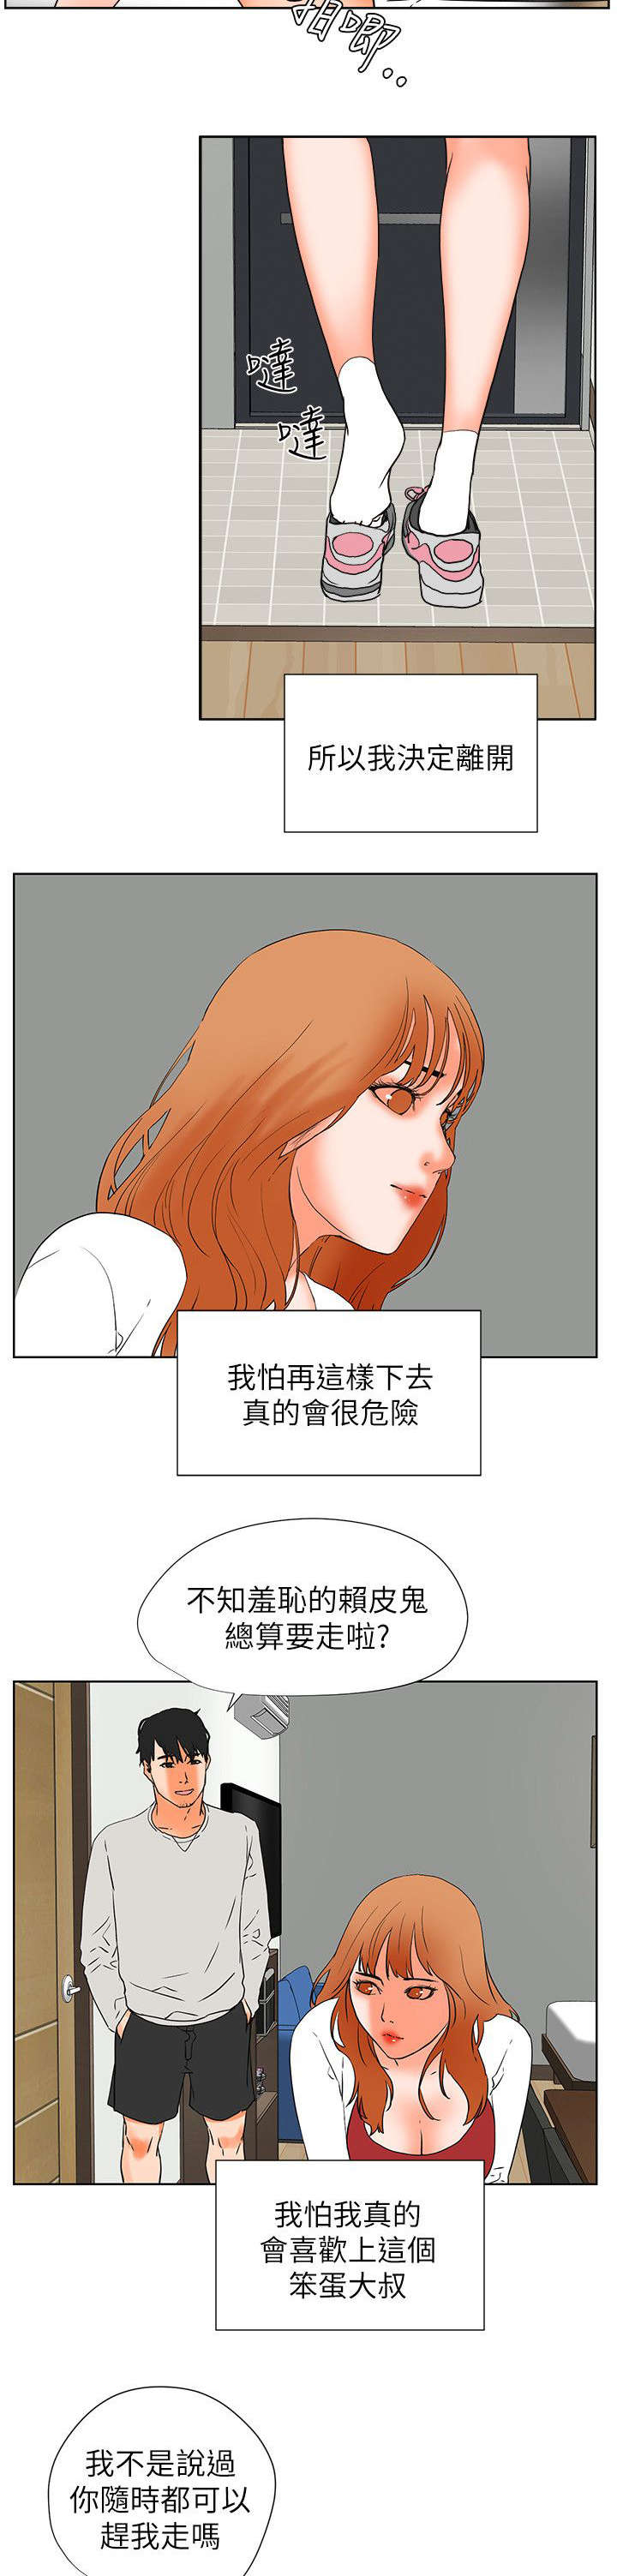 噠
噠
所以我決定離開
我怕再這樣下去
真的會很危險
不知羞恥的賴皮鬼
總算要走啦?
我怕我真的
會喜歡上這個
笨蛋大叔
我不是說過
你隨時都可以
趕我走嗎